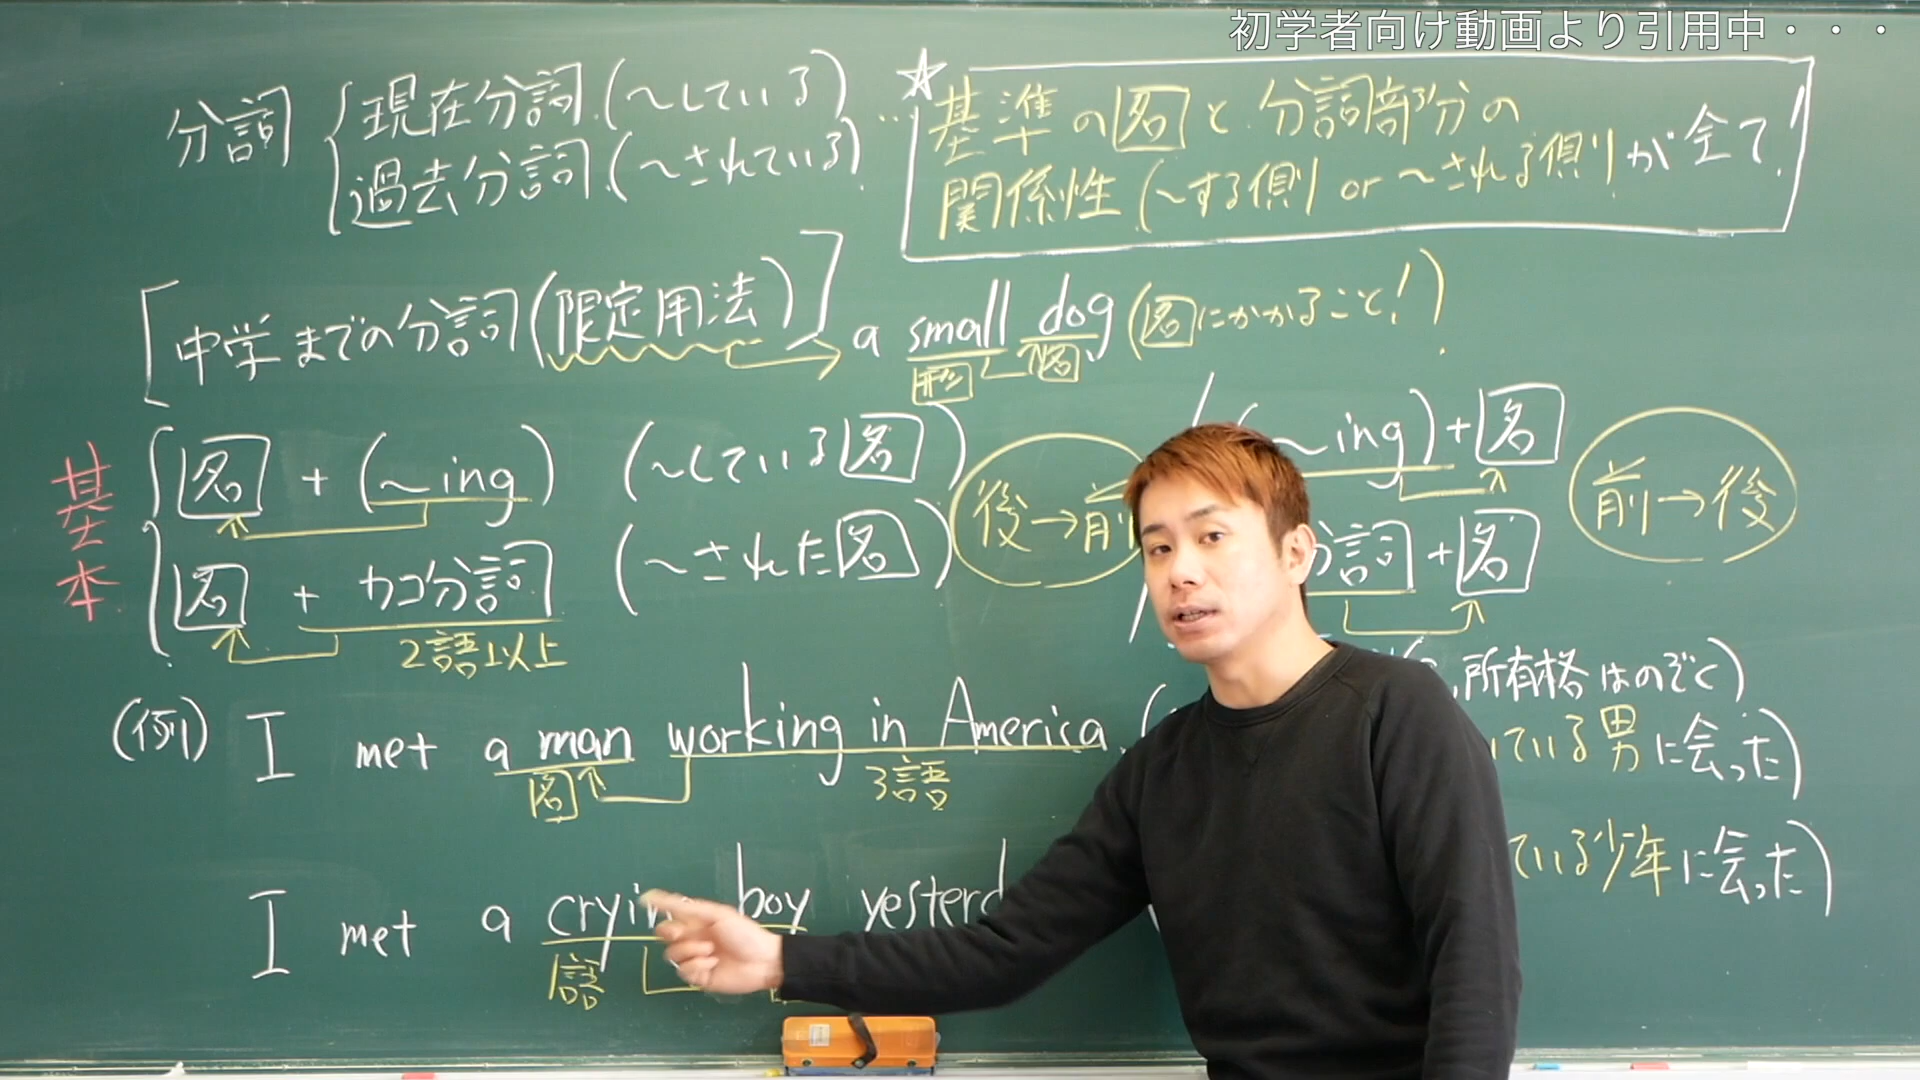 初学者向け動画より引用中・・・
分詞 現在分詞(〜している)
過去分詞(〜されている)
…☆基準の名と分詞部分の
関係性(〜する側 or 〜される側)が全て!
[中学までの分詞(限定用法)] a small dog (名にかかること!)
形 名
基本
名 + (〜ing) (〜している名) 後→前
名 + カコ分詞 (〜された名)
2語以上
(〜ing)+名 前→後
分詞+名
所有格はのぞく)
(例) I met a man working in America.
名 3語
ている男に会った)
I met a cryin boy yesterd
1語
ている少年に会った)